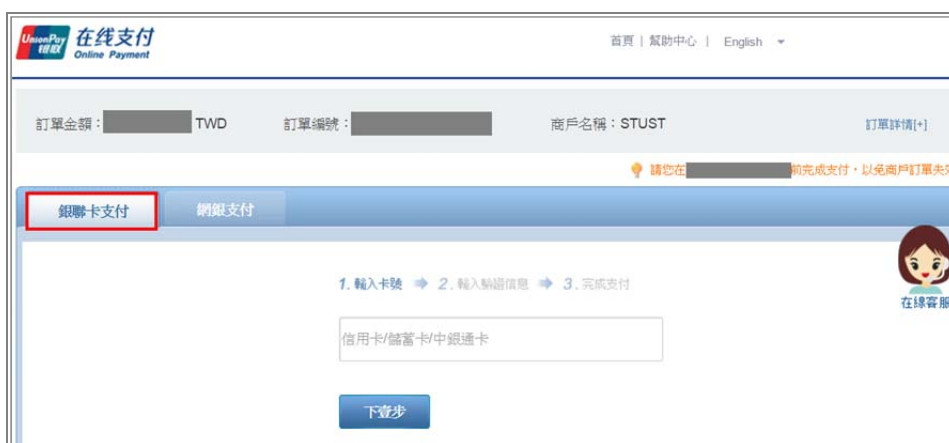 UnionPay 银联 在线支付
Online Payment
首頁 | 幫助中心 | English
訂單金額： TWD 訂單編號： 商戶名稱：STUST 訂單詳情[+]
請您在 前完成支付，以免商戶訂單失效
銀聯卡支付 網銀支付
1. 輸入卡號 2. 輸入驗證信息 3. 完成支付
信用卡/儲蓄卡/中銀通卡
在線客服
下壹步